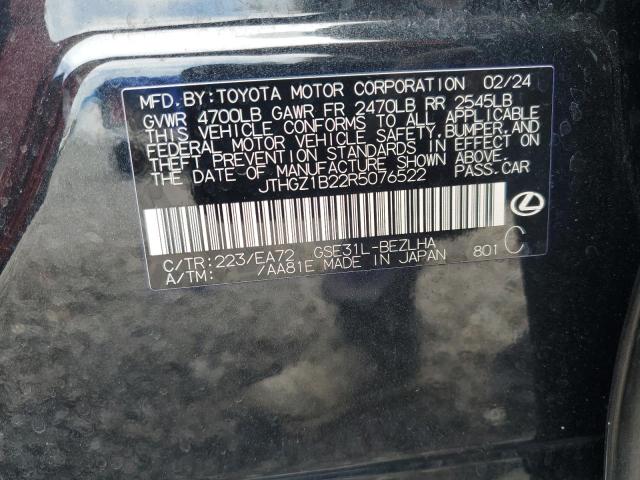 MFD. BY: TOYOTA MOTOR CORPORATION 02/24
GVWR 4700LB GAWR FR 2470LB RR 2545LB
THIS VEHICLE CONFORMS TO ALL APPLICABLE
FEDERAL MOTOR VEHICLE SAFETY, BUMPER, AND
THEFT PREVENTION STANDARDS IN EFFECT ON
THE DATE OF MANUFACTURE SHOWN ABOVE.
JTHGZ1B22R5076522 PASS. CAR
C/TR: 223/EA72 GSE31L-BEZLHA
A/TM: /AA81E MADE IN JAPAN 801 C